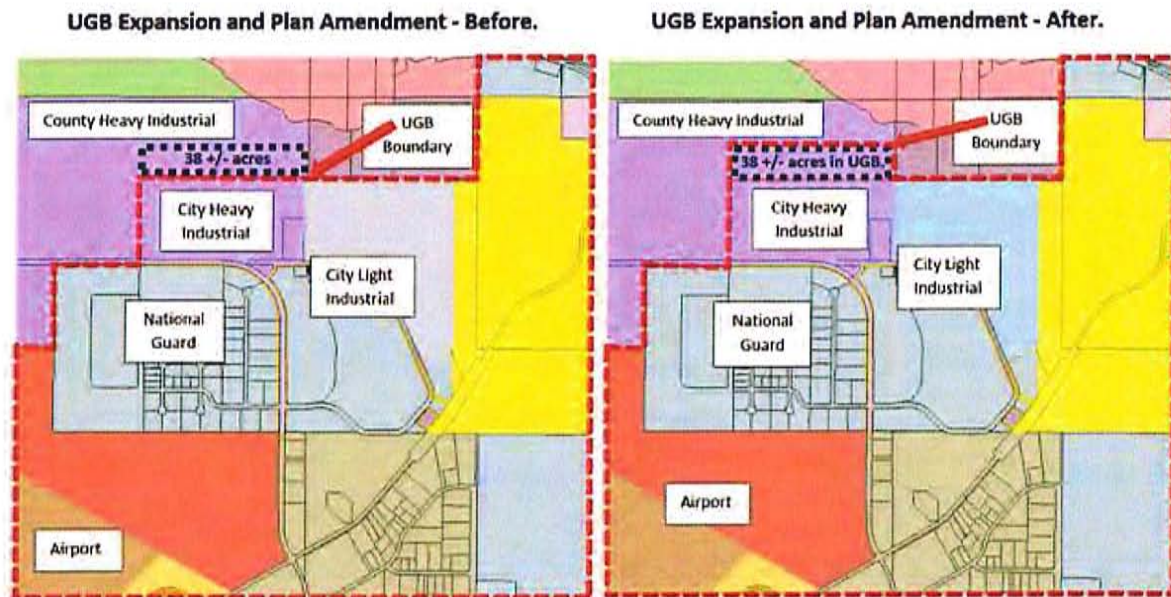 UGB Expansion and Plan Amendment - Before.
County Heavy Industrial
UGB
Boundary
38 +/- acres
City Heavy
Industrial
City Light
Industrial
National
Guard
Airport
UGB Expansion and Plan Amendment - After.
County Heavy Industrial
UGB
Boundary
38 +/- acres in UGB.
City Heavy
Industrial
City Light
Industrial
National
Guard
Airport